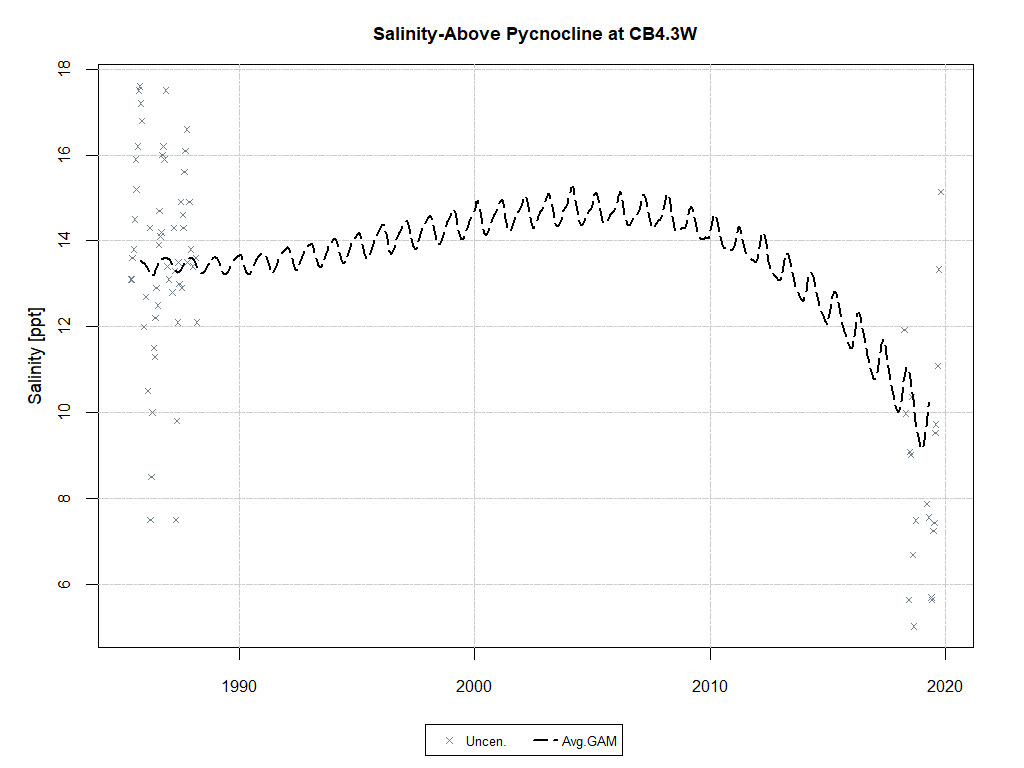 Salinity-Above Pycnocline at CB4.3W
Salinity [ppt]
18
16
14
12
10
8
6
1990
2000
2010
2020
Uncen.
Avg.GAM